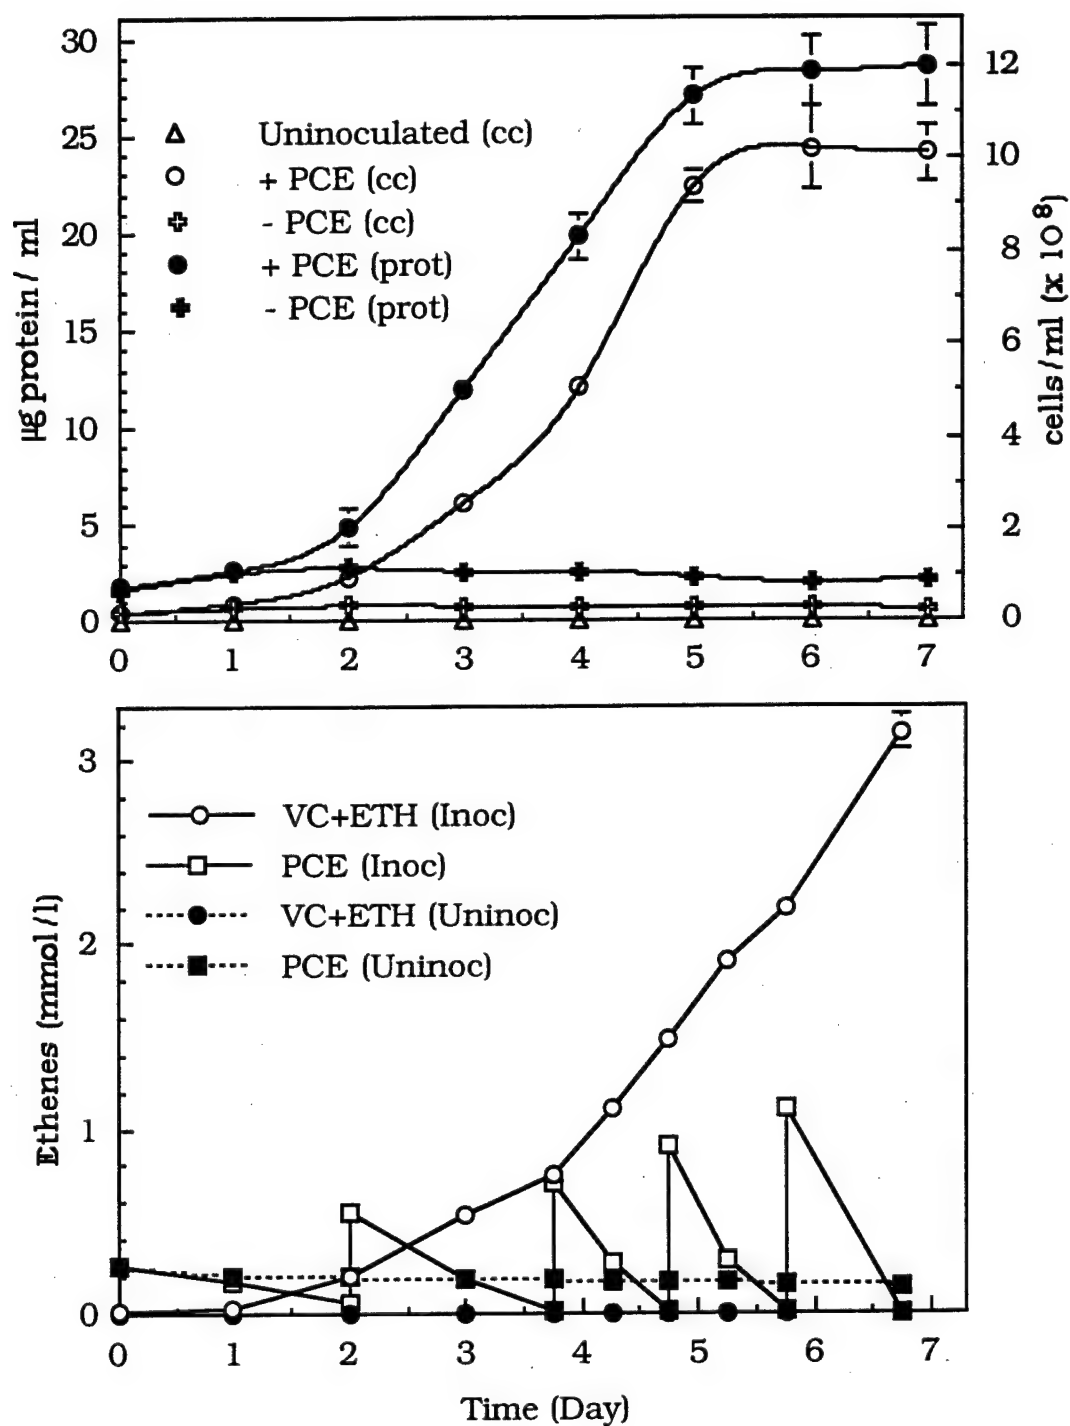 30
25
20
15
10
5
0
µg protein / ml
Uninoculated (cc)
+ PCE (cc)
- PCE (cc)
+ PCE (prot)
- PCE (prot)
12
10
8
6
4
2
0
cells/ml (x 10⁸)
0 1 2 3 4 5 6 7
3
2
1
0
Ethenes (mmol/l)
VC+ETH (Inoc)
PCE (Inoc)
VC+ETH (Uninoc)
PCE (Uninoc)
0 1 2 3 4 5 6 7
Time (Day)